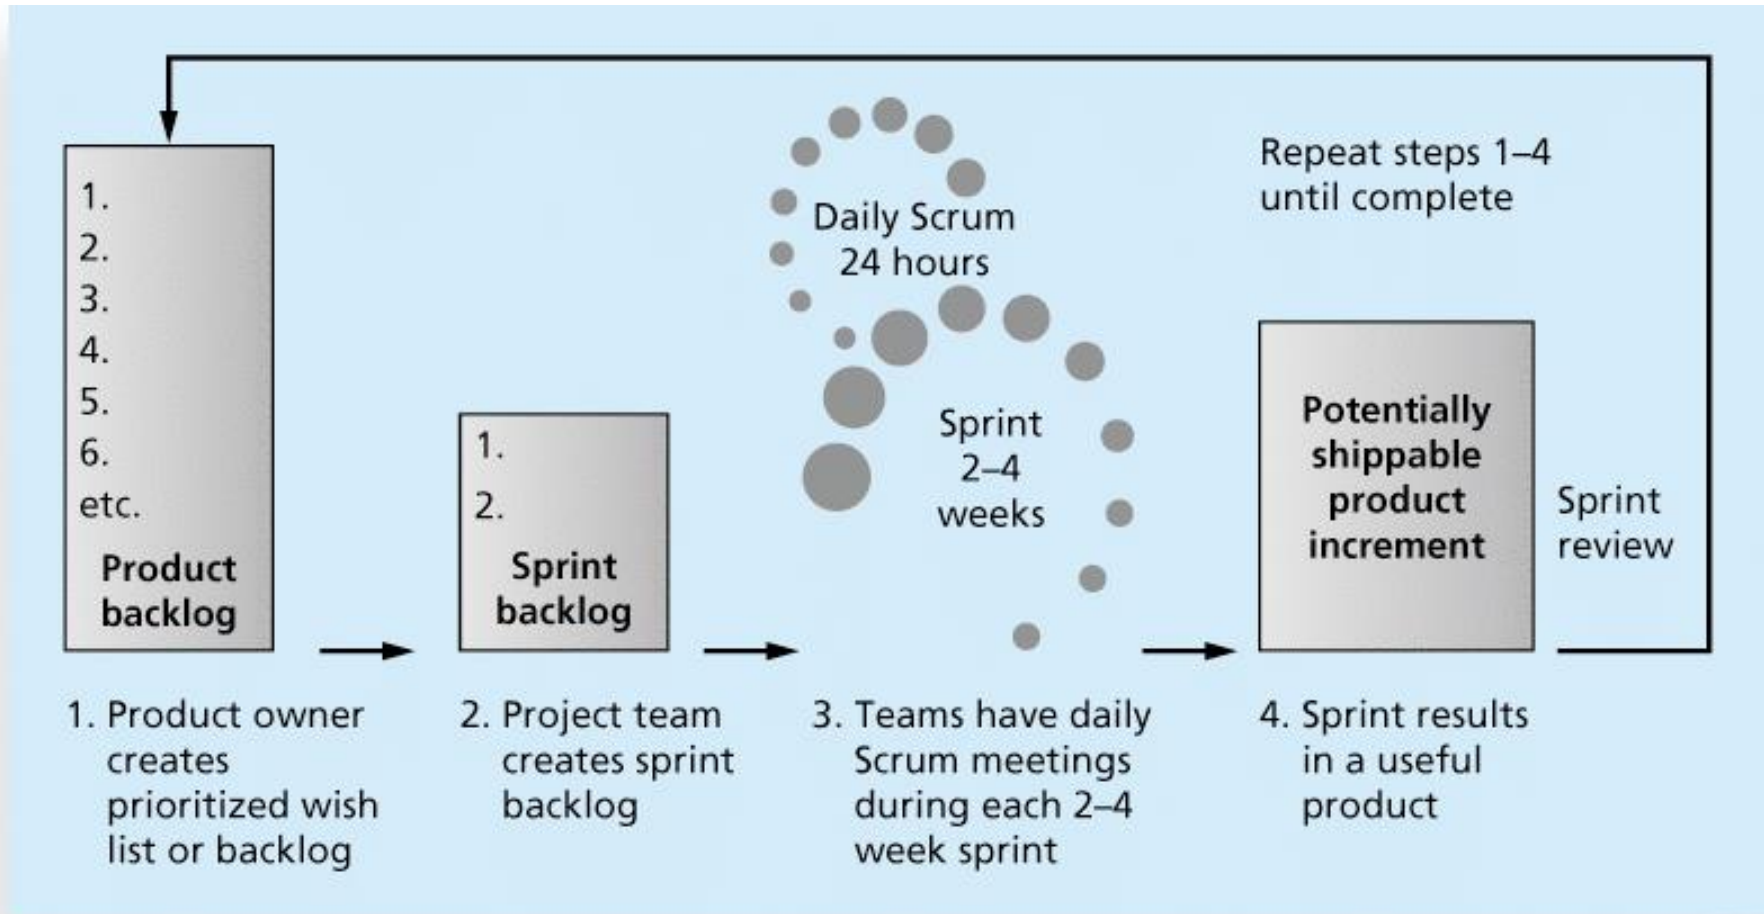 1.
2.
3.
4.
5.
6.
etc.
Product
backlog
1.
2.
Sprint
backlog
Daily Scrum
24 hours
Sprint
2–4
weeks
Repeat steps 1–4
until complete
Potentially
shippable
product
increment
Sprint
review
1. Product owner
creates
prioritized wish
list or backlog
2. Project team
creates sprint
backlog
3. Teams have daily
Scrum meetings
during each 2–4
week sprint
4. Sprint results
in a useful
product